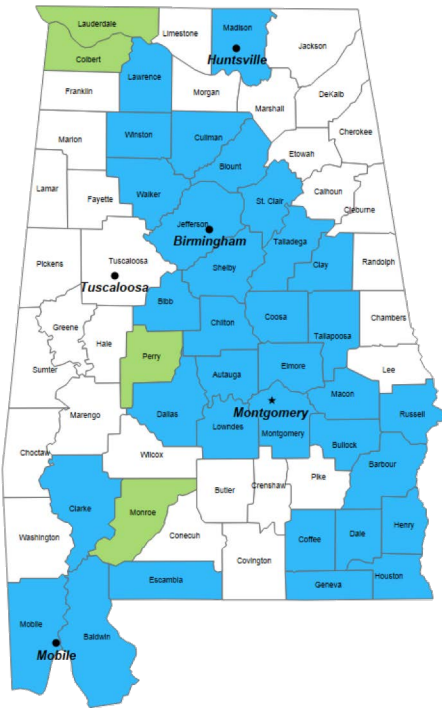 Lauderdale
Limestone
Madison
Jackson
Colbert
Huntsville
Lawrence
Franklin
Morgan
DeKalb
Marshall
Cherokee
Marion
Winston
Cullman
Etowah
Blount
Lamar
Fayette
Walker
St. Clair
Calhoun
Cleburne
Jefferson
Birmingham
Talladega
Pickens
Tuscaloosa
Tuscaloosa
Shelby
Clay
Randolph
Bibb
Greene
Hale
Chilton
Coosa
Tallapoosa
Chambers
Sumter
Perry
Autauga
Elmore
Lee
Marengo
Dallas
Montgomery
Macon
Russell
Lowndes
Montgomery
Bullock
Choctaw
Wilcox
Barbour
Clarke
Butler
Crenshaw
Pike
Washington
Monroe
Conecuh
Covington
Coffee
Dale
Henry
Escambia
Geneva
Houston
Mobile
Baldwin
Mobile